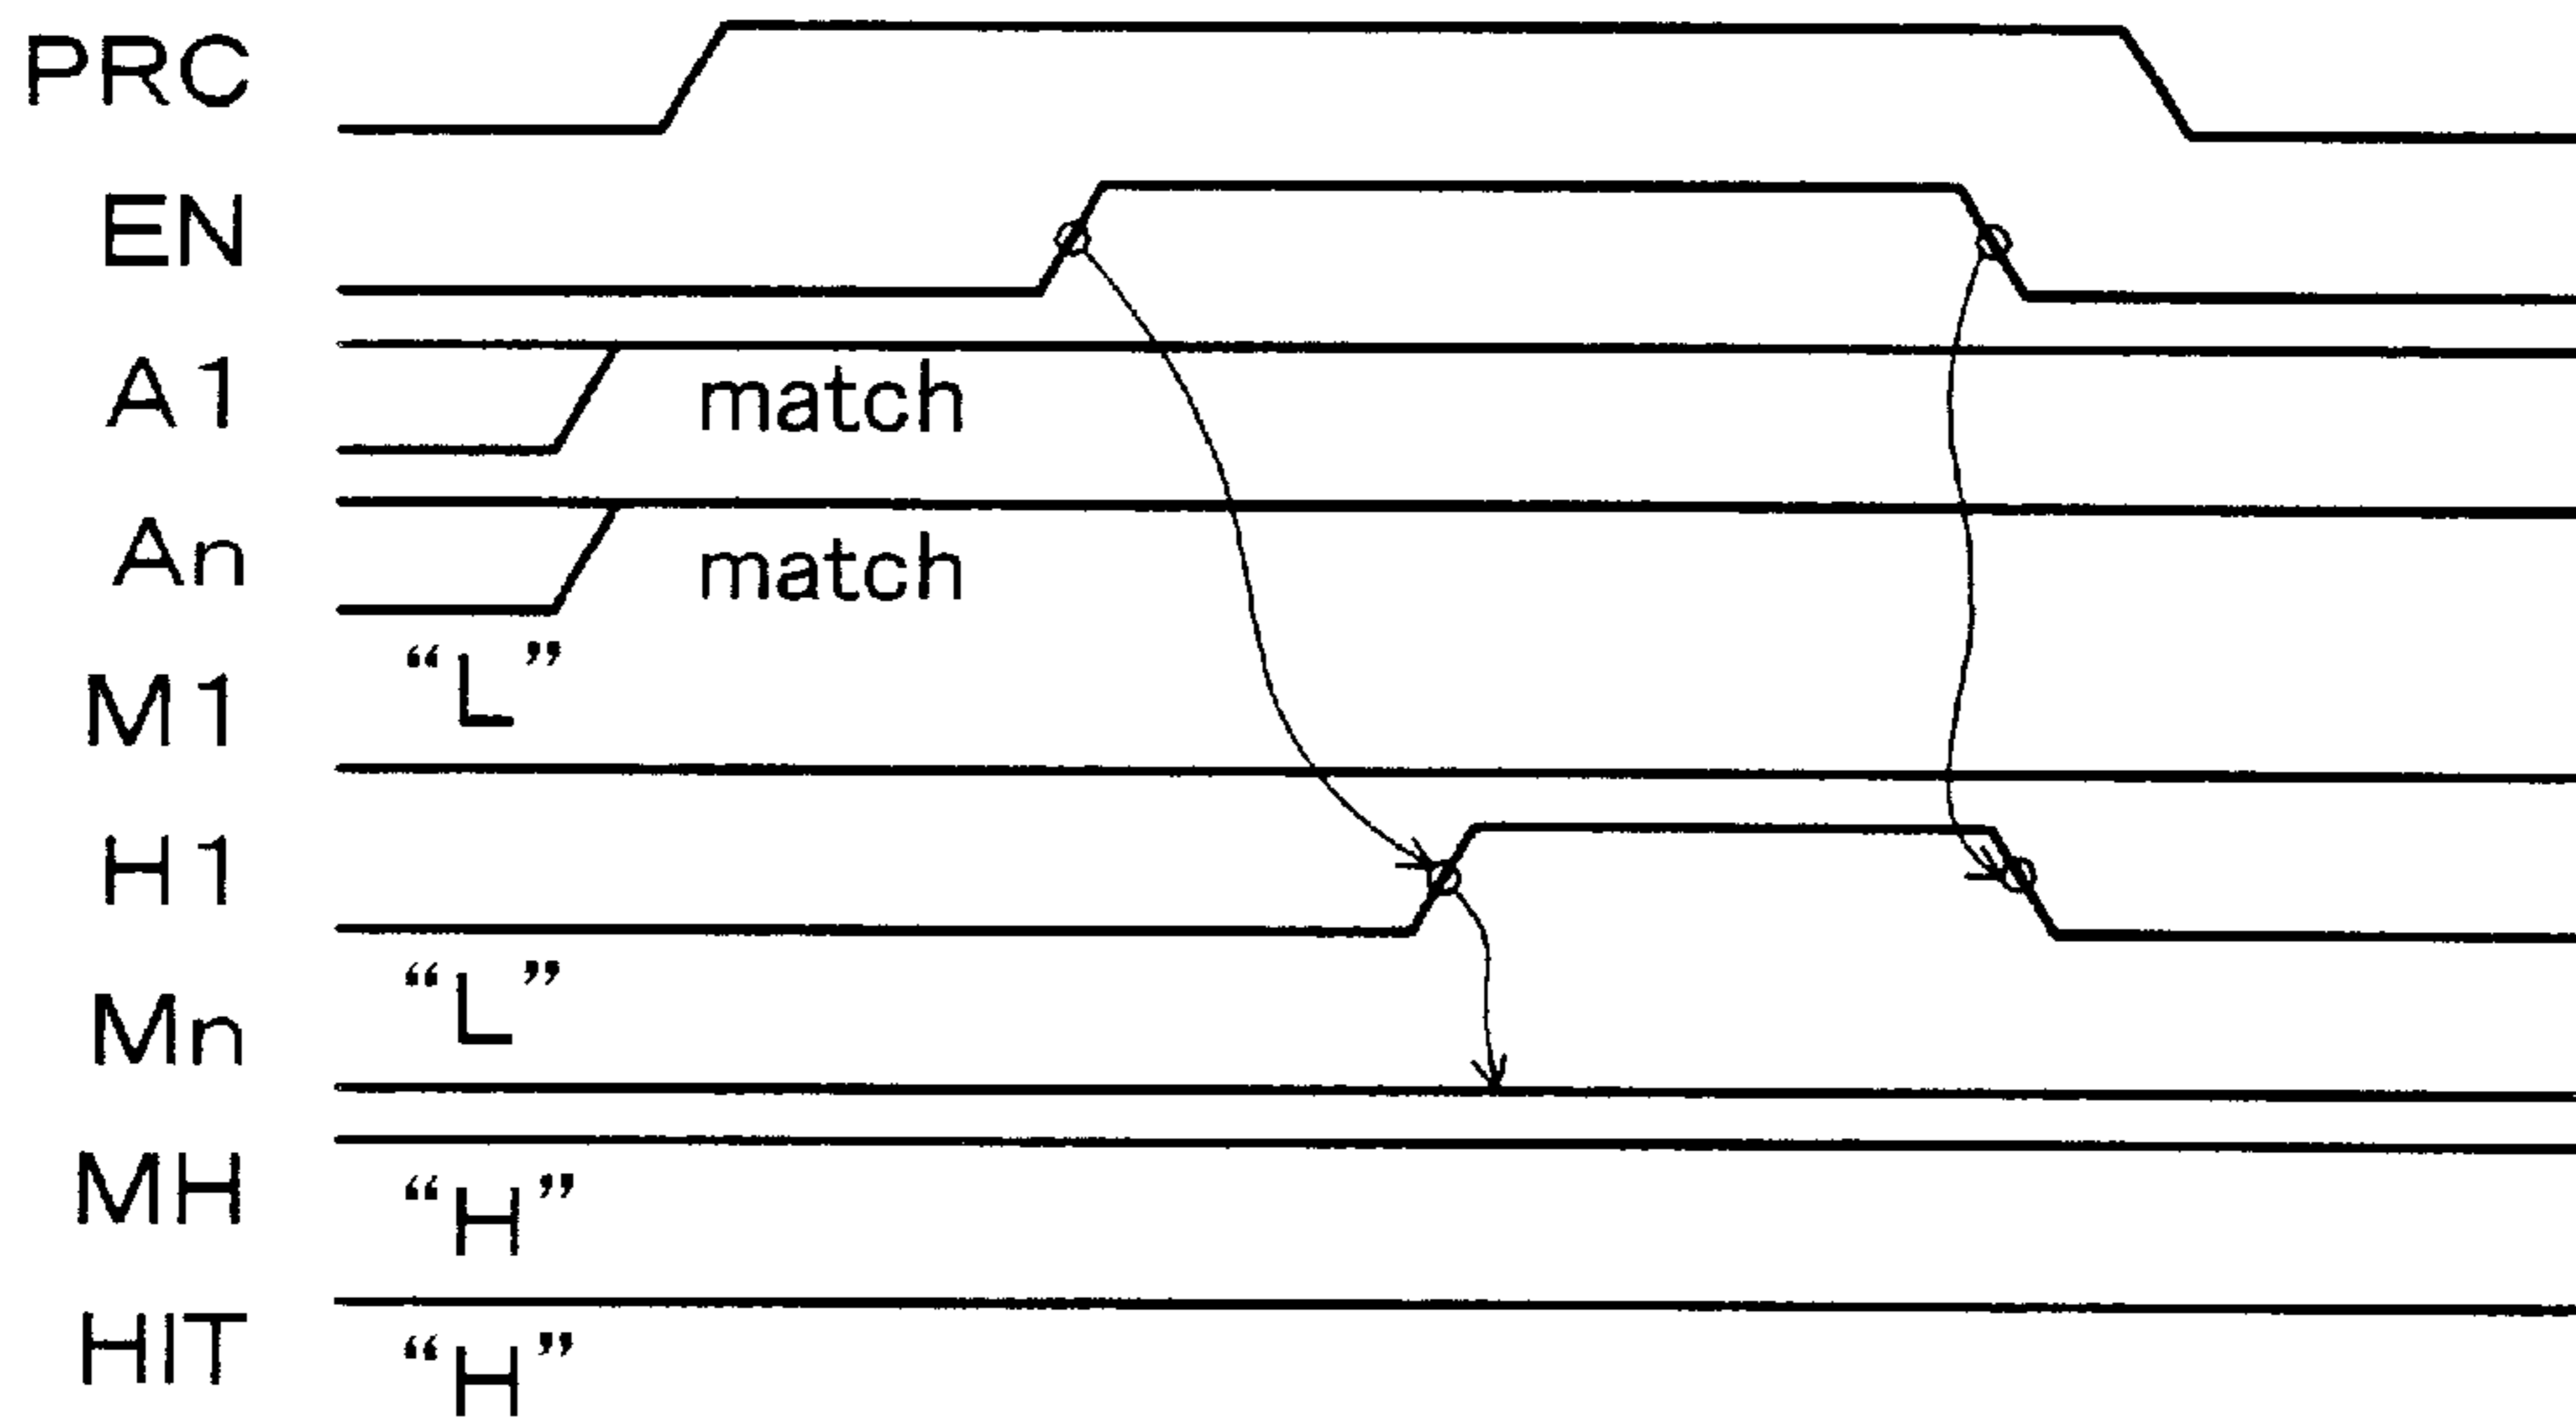 PRC
EN
A1 match
An match
M1 “L”
H1
Mn “L”
MH “H”
HIT “H”